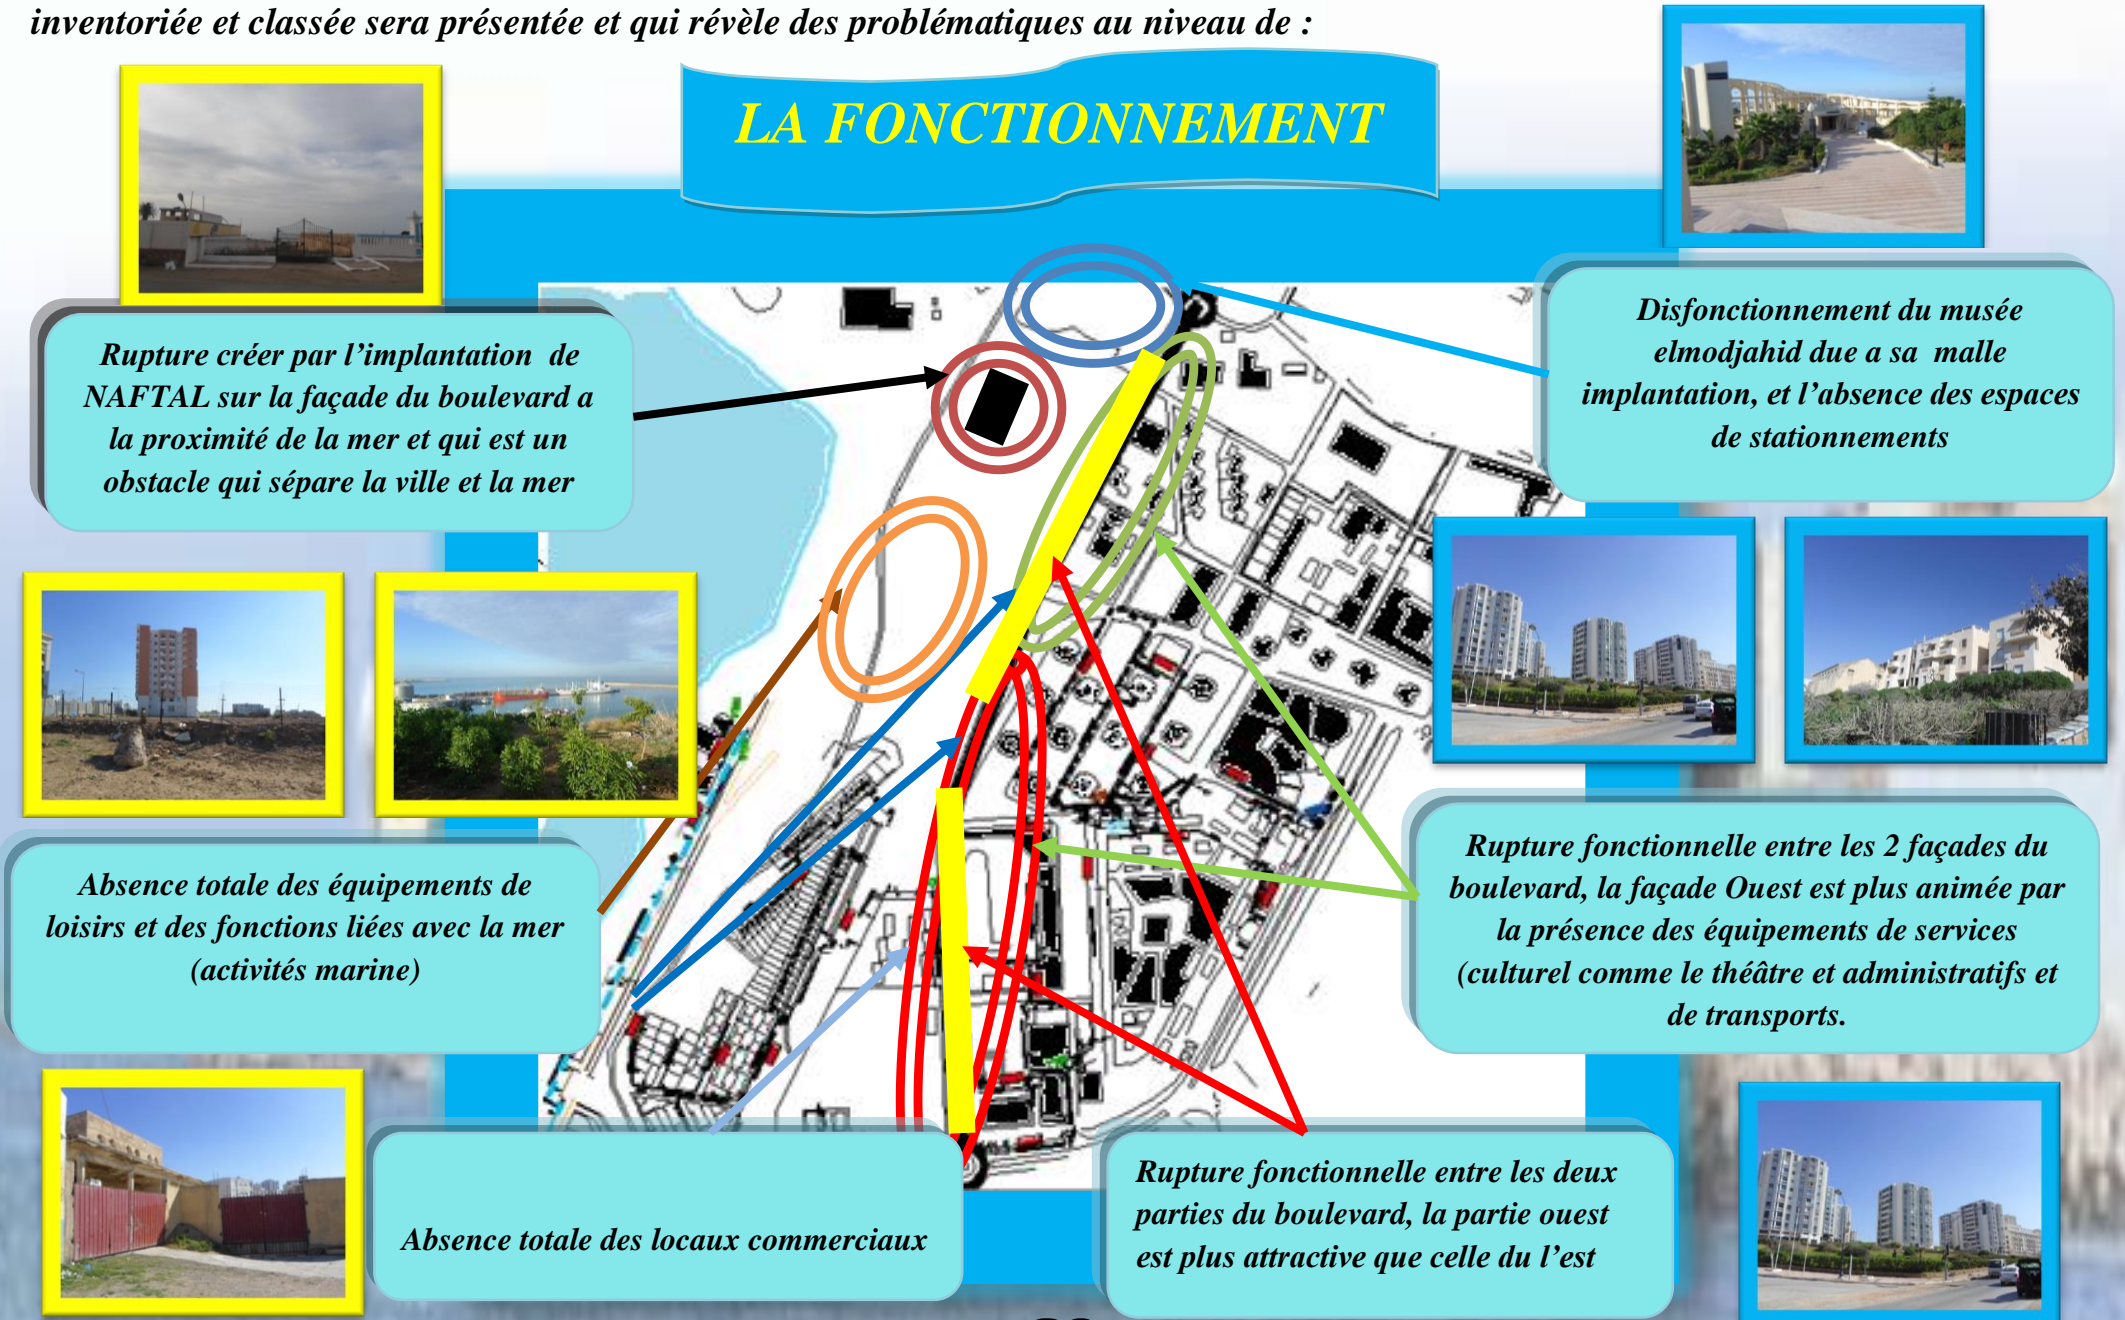 inventoriée et classée sera présentée et qui révèle des problématiques au niveau de :
LA FONCTIONNEMENT
Rupture créer par l'implantation de
NAFTAL sur la façade du boulevard a
la proximité de la mer et qui est un
obstacle qui sépare la ville et la mer
Disfonctionnement du musée
elmodjahid due a sa malle
implantation, et l'absence des espaces
de stationnements
Absence totale des équipements de
loisirs et des fonctions liées avec la mer
(activités marine)
Rupture fonctionnelle entre les 2 façades du
boulevard, la façade Ouest est plus animée par
la présence des équipements de services
(culturel comme le théâtre et administratifs et
de transports.
Absence totale des locaux commerciaux
Rupture fonctionnelle entre les deux
parties du boulevard, la partie ouest
est plus attractive que celle du l'est